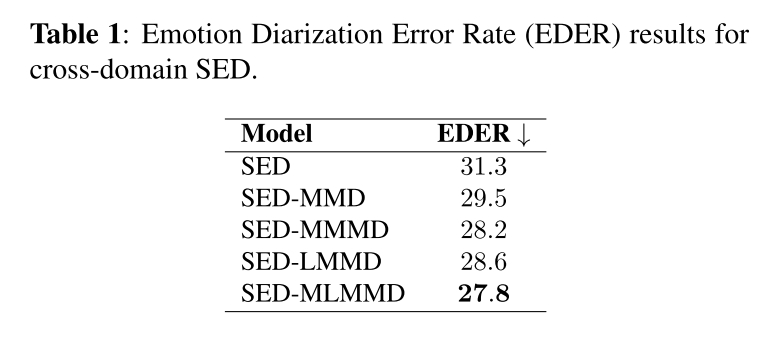 Table 1: Emotion Diarization Error Rate (EDER) results for
cross-domain SED.
Model EDER ↓
SED 31.3
SED-MMD 29.5
SED-MMMD 28.2
SED-LMMD 28.6
SED-MLMMD 27.8